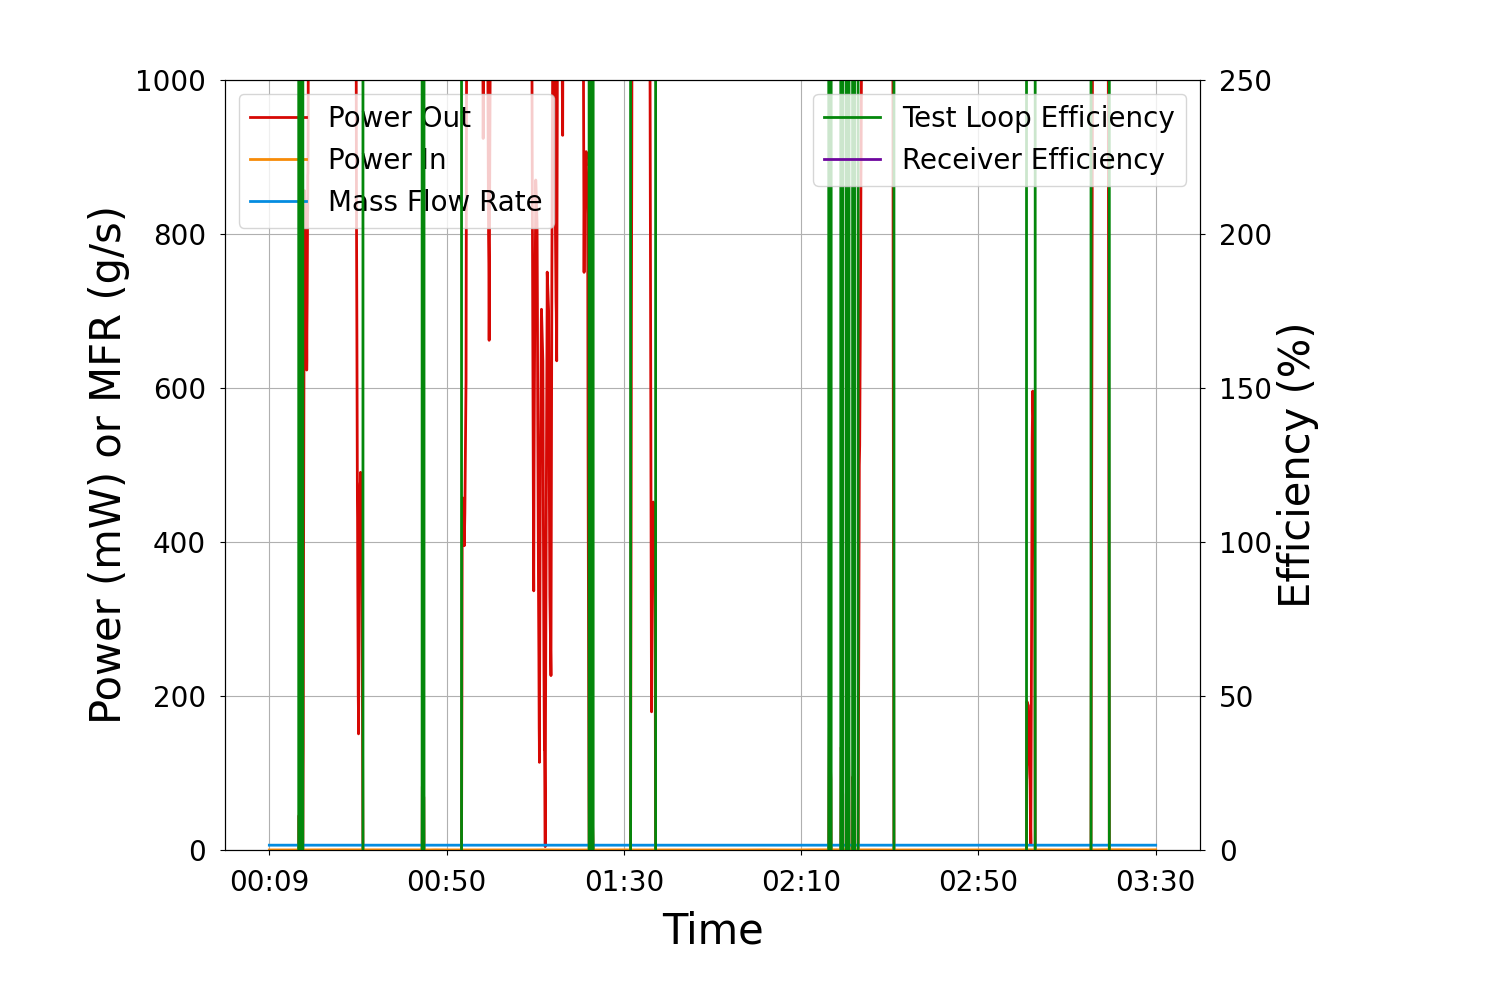 1000
800
600
400
200
0
Power (mW) or MFR (g/s)
Power Out
Power In
Mass Flow Rate
Test Loop Efficiency
Receiver Efficiency
250
200
150
100
50
0
Efficiency (%)
00:09 00:50 01:30 02:10 02:50 03:30
Time